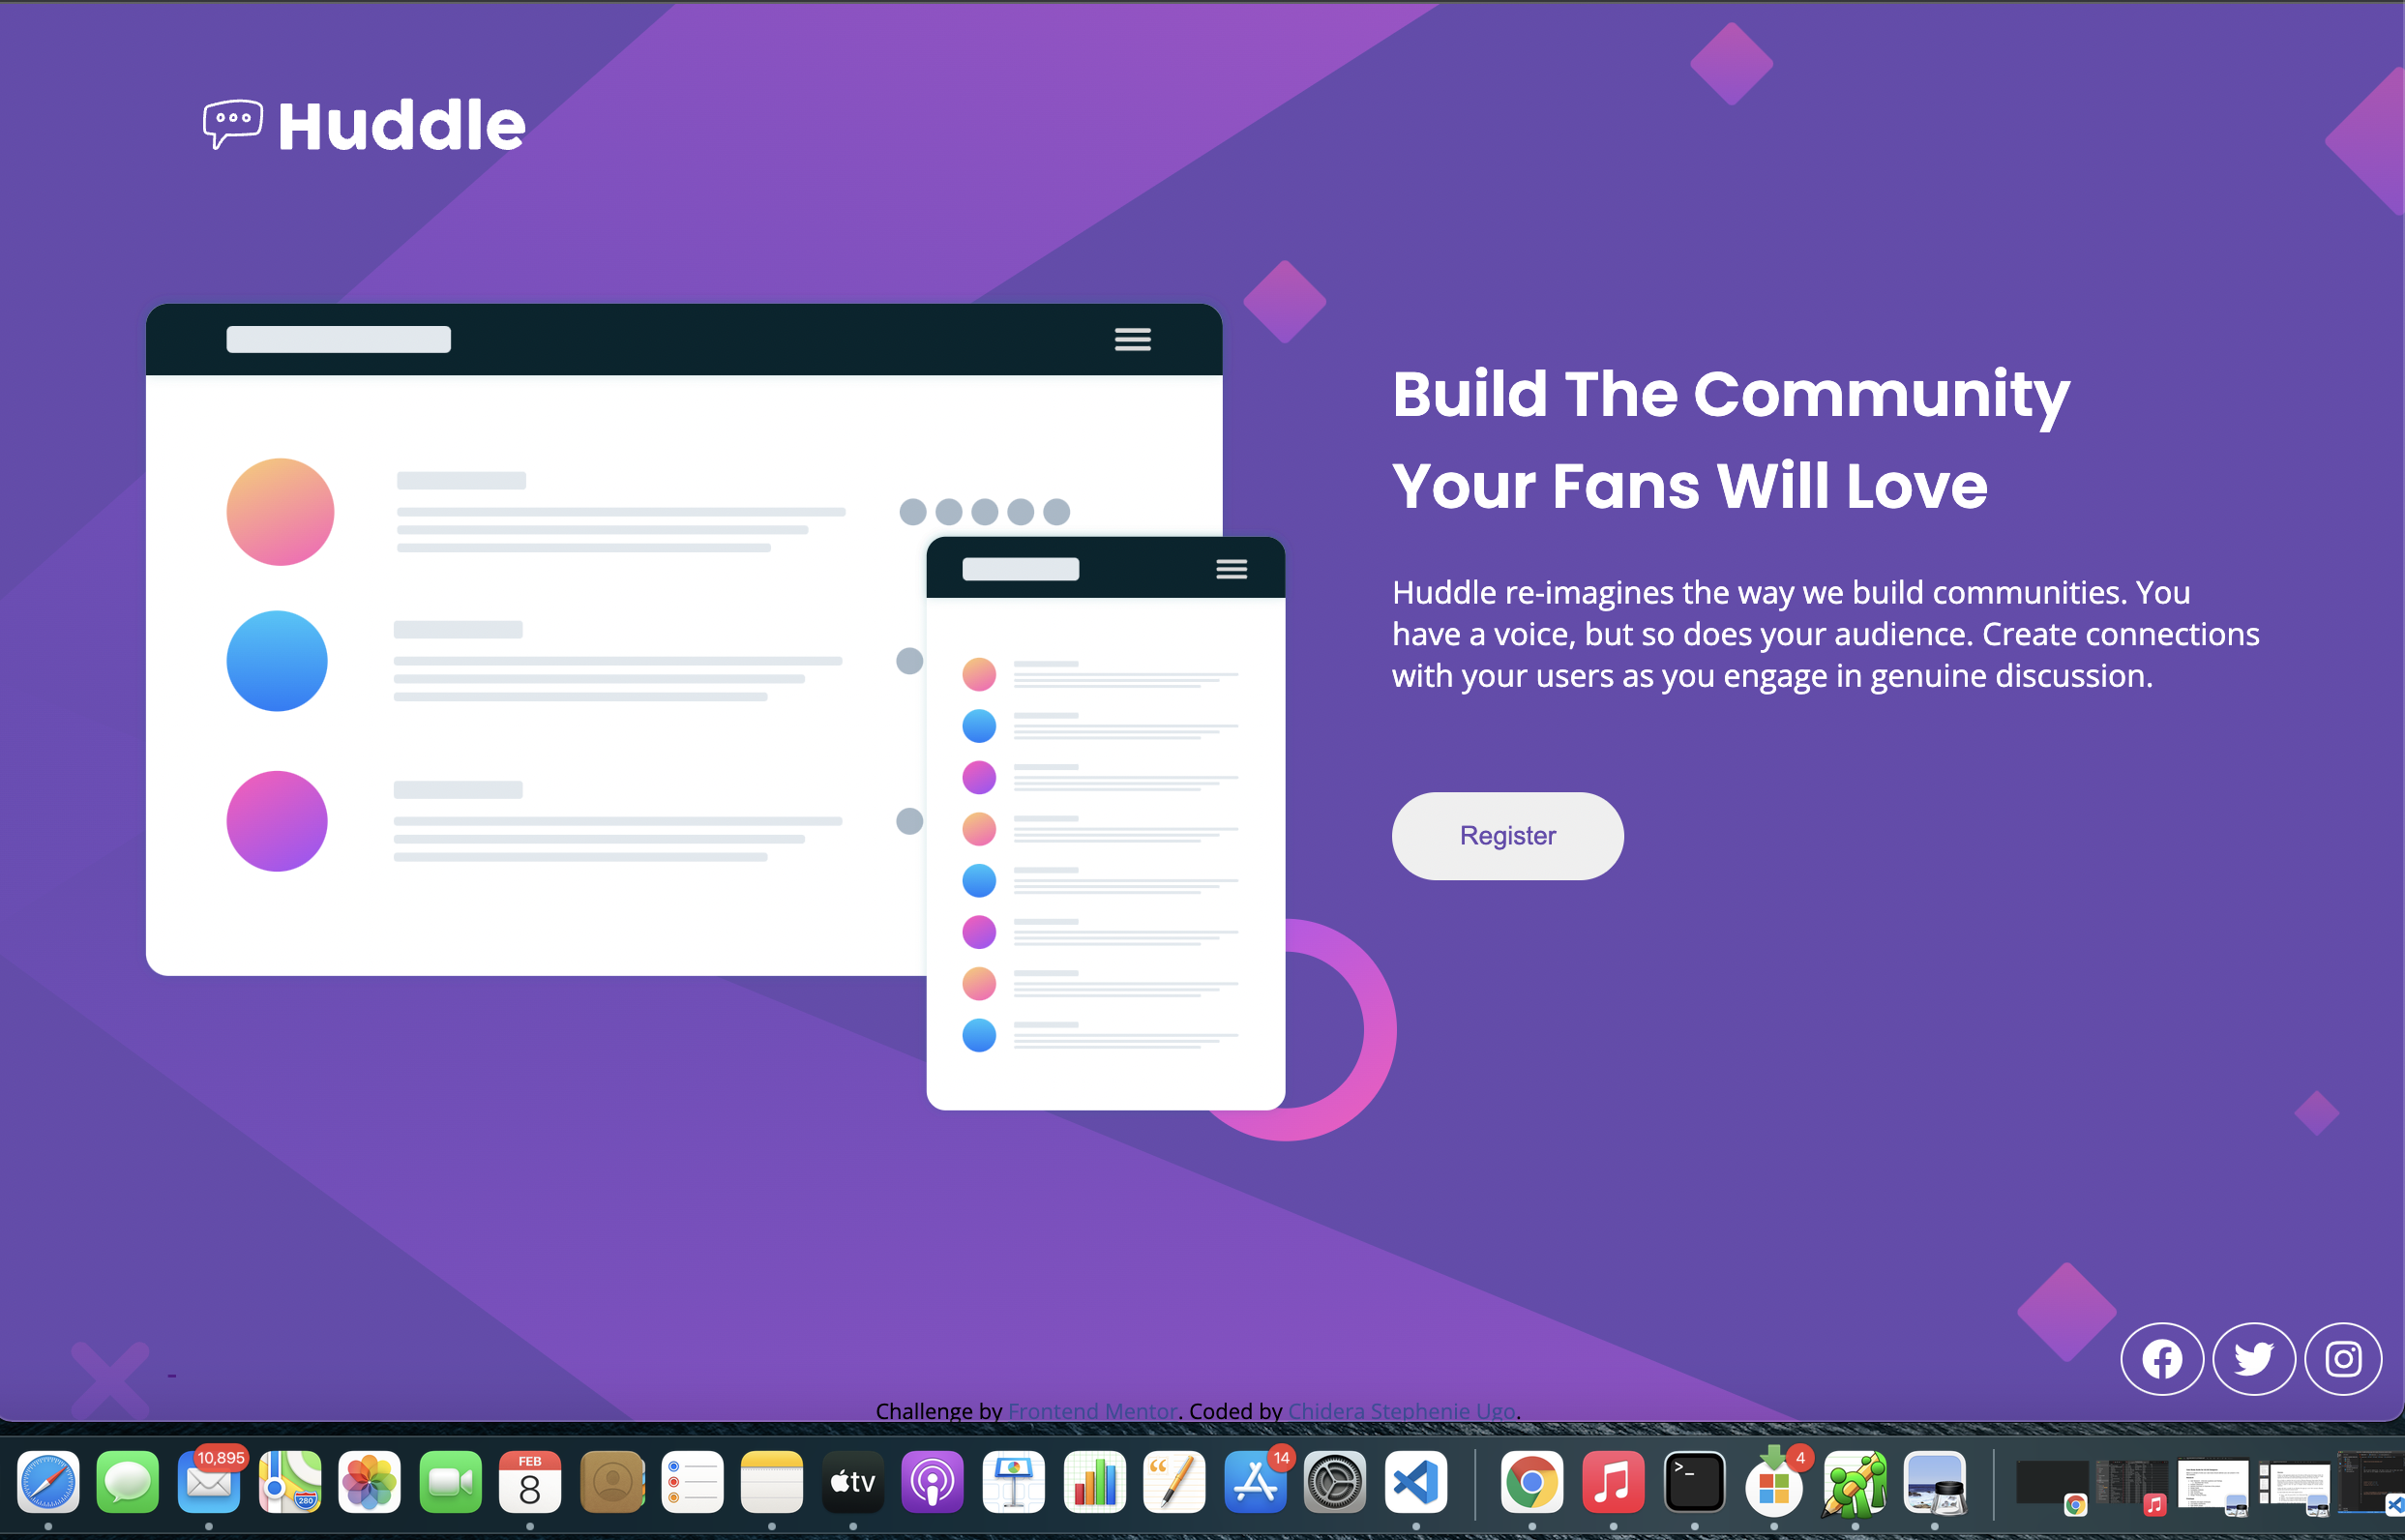 Huddle
Build The Community
Your Fans Will Love
Huddle re-imagines the way we build communities. You
have a voice, but so does your audience. Create connections
with your users as you engage in genuine discussion.
Register
Challenge by Frontend Mentor. Coded by Chidera Stephenie Ugo.
10,895
280
FEB
8
tv
14
>_
4